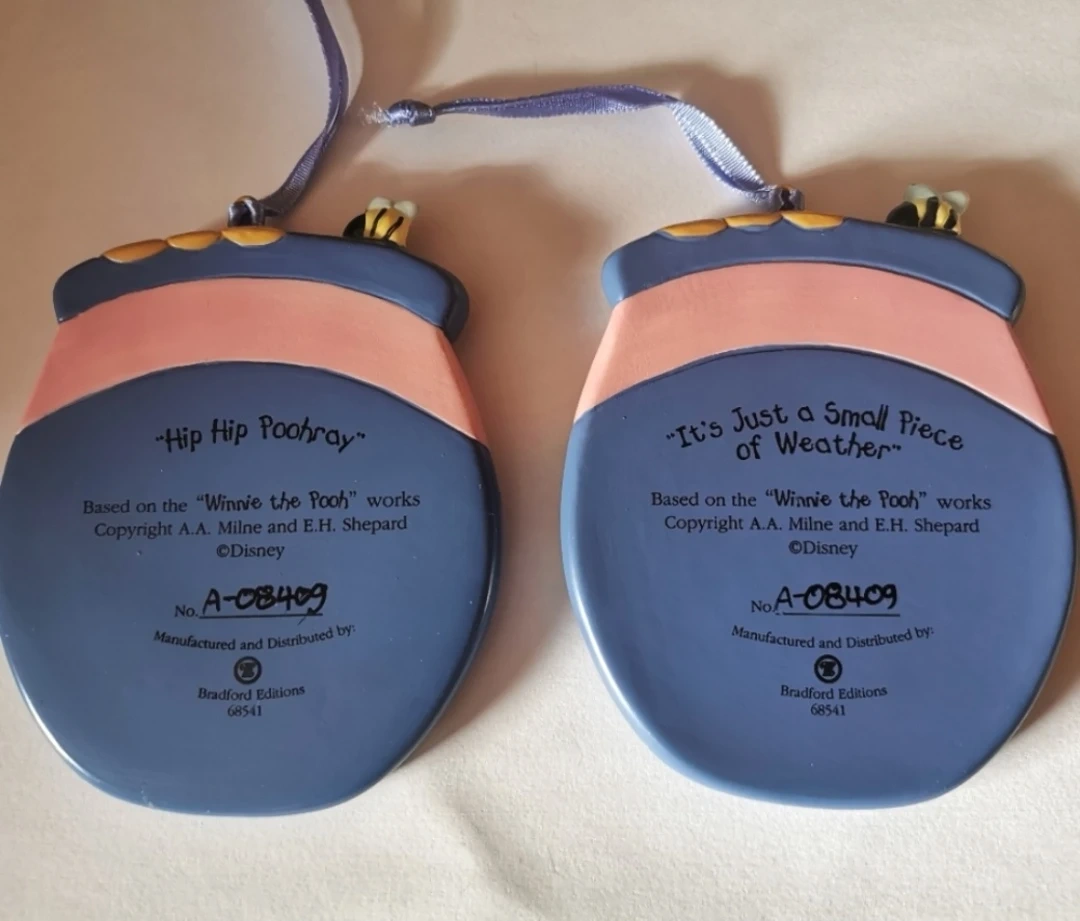 "Hip Hip Poohray"
Based on the "Winnie the Pooh" works
Copyright A.A. Milne and E.H. Shepard
©Disney
No. A-08409
Manufactured and Distributed by:
Bradford Editions
68541
"It's Just a Small Piece
of Weather"
Based on the "Winnie the Pooh" works
Copyright A.A. Milne and E.H. Shepard
©Disney
No. A-08409
Manufactured and Distributed by:
Bradford Editions
68541